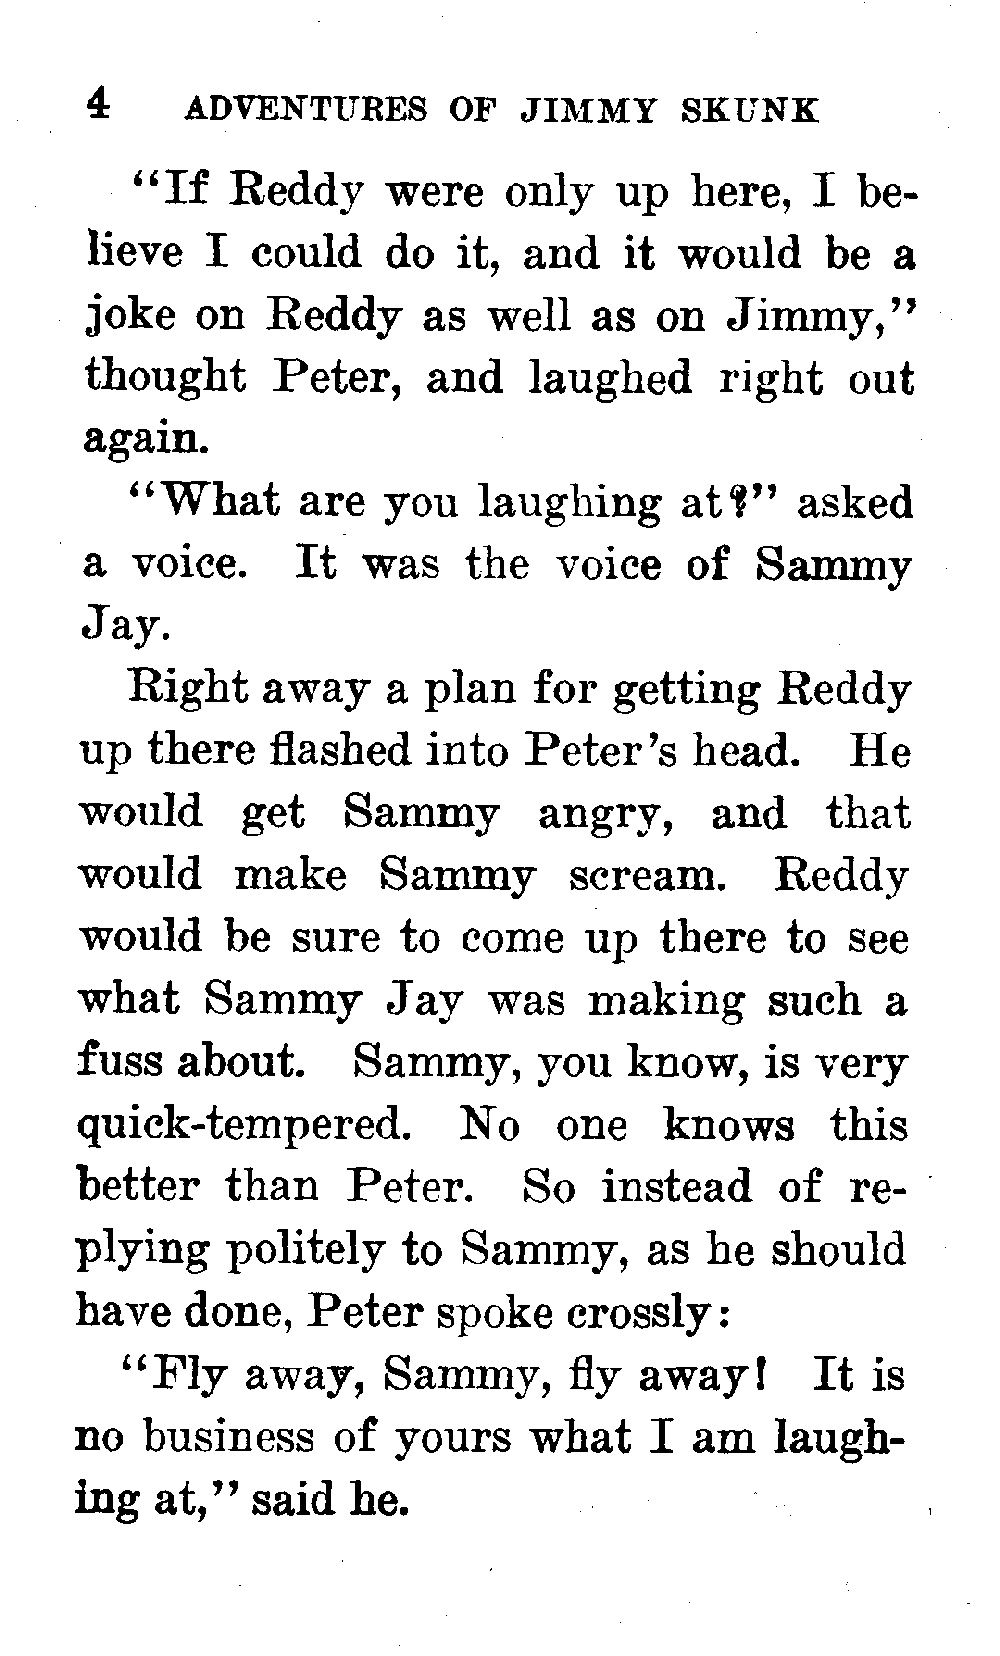 4 ADVENTURES OF JIMMY SKUNK
"If Reddy were only up here, I be-
lieve I could do it, and it would be a
joke on Reddy as well as on Jimmy,"
thought Peter, and laughed right out
again.
"What are you laughing at?" asked
a voice. It was the voice of Sammy
Jay.
Right away a plan for getting Reddy
up there flashed into Peter's head. He
would get Sammy angry, and that
would make Sammy scream. Reddy
would be sure to come up there to see
what Sammy Jay was making such a
fuss about. Sammy, you know, is very
quick-tempered. No one knows this
better than Peter. So instead of re-
plying politely to Sammy, as he should
have done, Peter spoke crossly:
"Fly away, Sammy, fly away! It is
no business of yours what I am laugh-
ing at," said he.